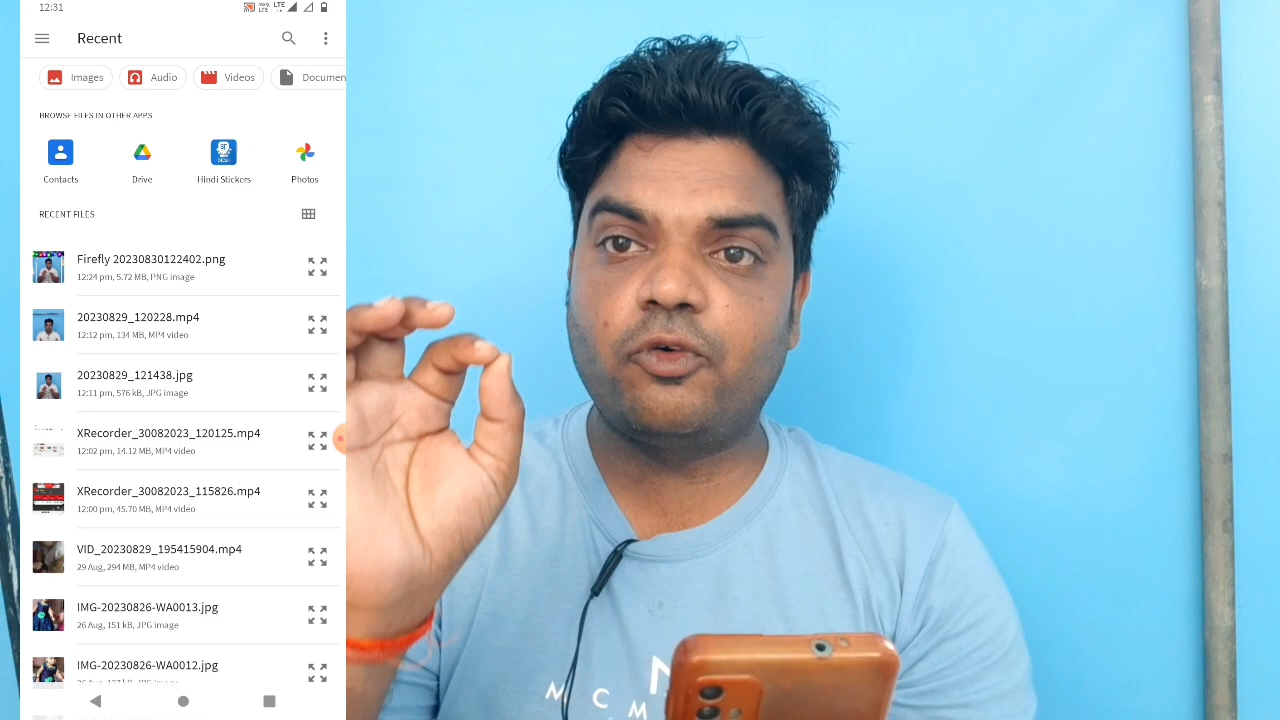 12:31
VoLTE LTE
Recent
Images
Audio
Videos
Documen
BROWSE FILES IN OTHER APPS
Contacts
Drive
Hindi Stickers
Photos
RECENT FILES
Firefly 20230830122402.png
12:24 pm, 5.72 MB, PNG image
20230829_120228.mp4
12:12 pm, 134 MB, MP4 video
20230829_121438.jpg
12:11 pm, 576 kB, JPG image
XRecorder_30082023_120125.mp4
12:02 pm, 14.12 MB, MP4 video
XRecorder_30082023_115826.mp4
12:00 pm, 45.70 MB, MP4 video
VID_20230829_195415904.mp4
29 Aug, 294 MB, MP4 video
IMG-20230826-WA0013.jpg
26 Aug, 151 kB, JPG image
IMG-20230826-WA0012.jpg
N
M C M